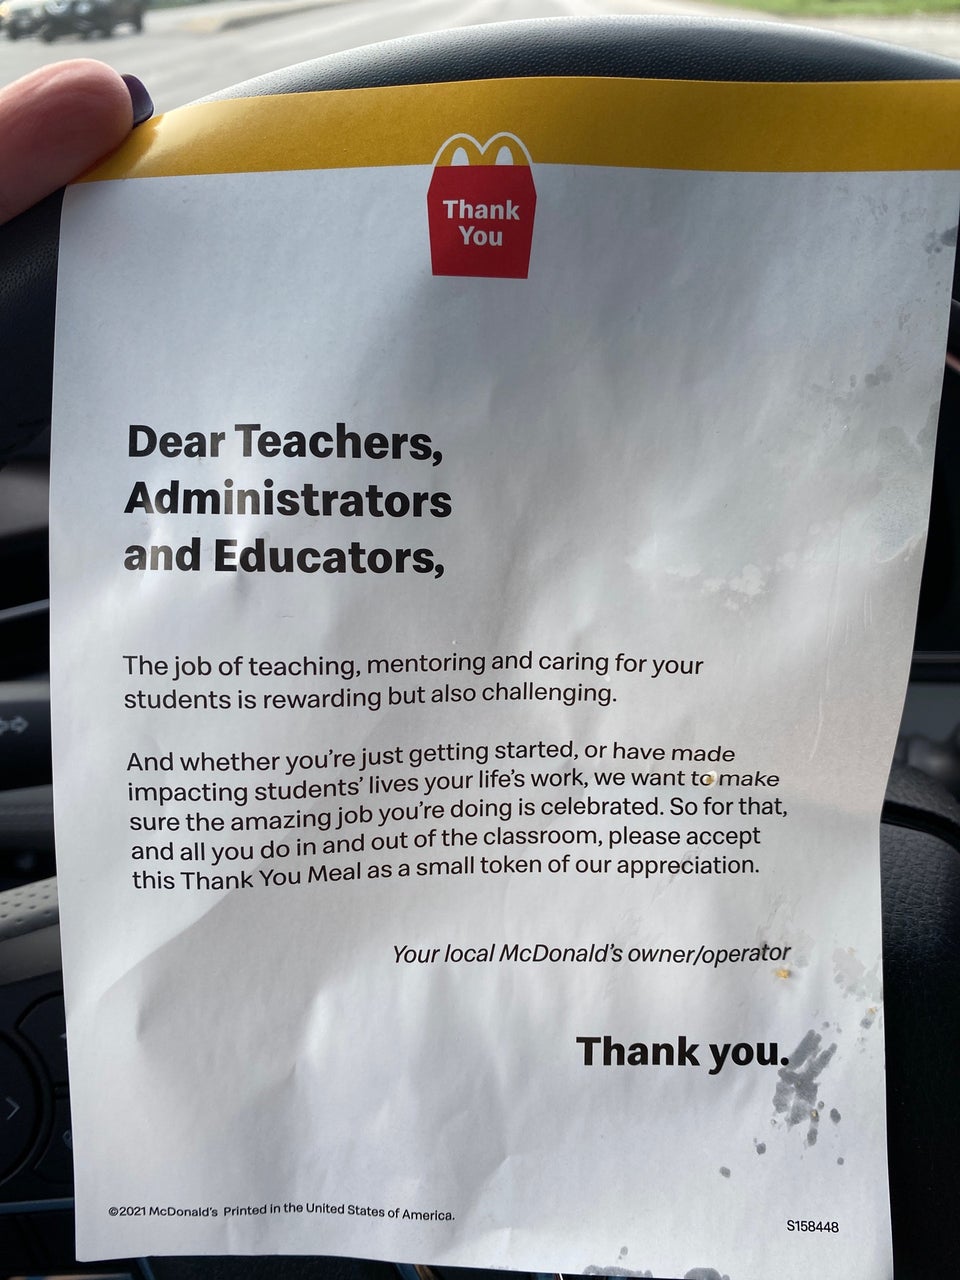 Thank
You
Dear Teachers,
Administrators
and Educators,
The job of teaching, mentoring and caring for your
students is rewarding but also challenging.
And whether you're just getting started, or have made
impacting students' lives your life's work, we want to make
sure the amazing job you're doing is celebrated. So for that,
and all you do in and out of the classroom, please accept
this Thank You Meal as a small token of our appreciation.
Your local McDonald's owner/operator
Thank you.
©2021 McDonald's Printed in the United States of America.
S158448